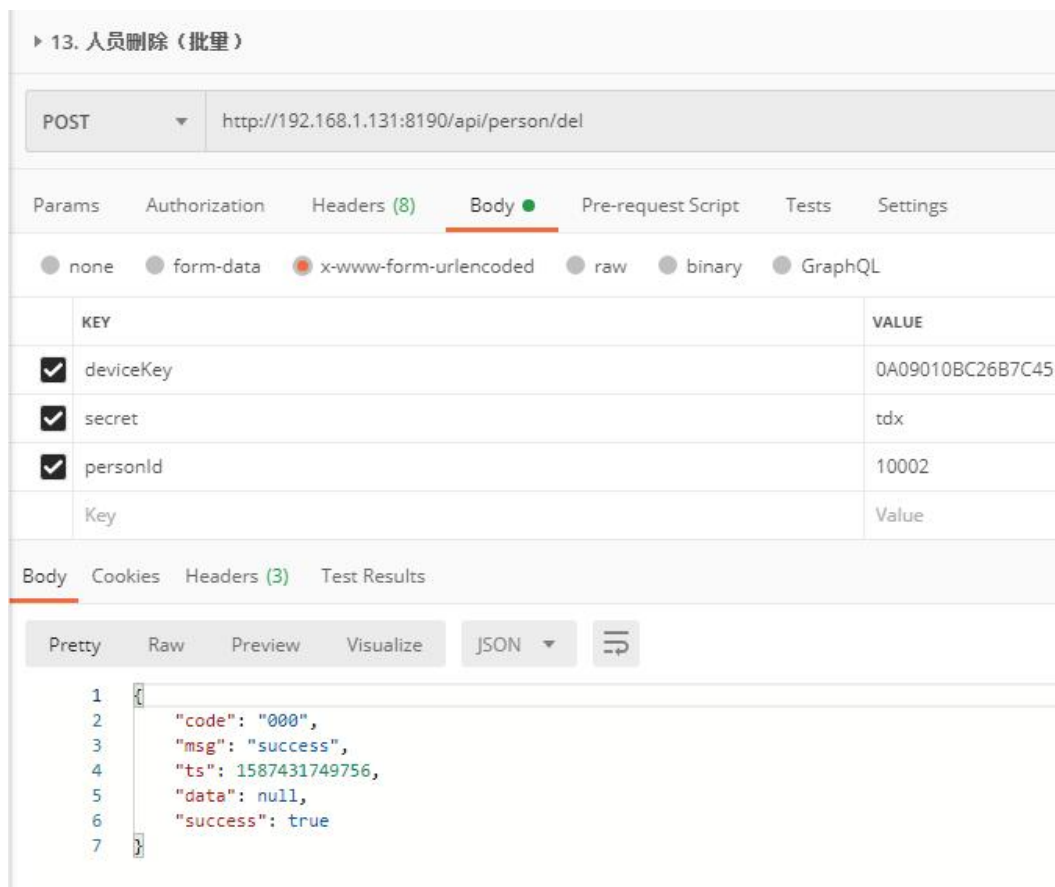 13. 人员删除（批量）
POST http://192.168.1.131:8190/api/person/del
Params Authorization Headers (8) Body Pre-request Script Tests Settings
none form-data x-www-form-urlencoded raw binary GraphQL
KEY VALUE
deviceKey 0A09010BC26B7C45
secret tdx
personId 10002
Key Value
Body Cookies Headers (3) Test Results
Pretty Raw Preview Visualize JSON
1 {
2 "code": "000",
3 "msg": "success",
4 "ts": 1587431749756,
5 "data": null,
6 "success": true
7 }